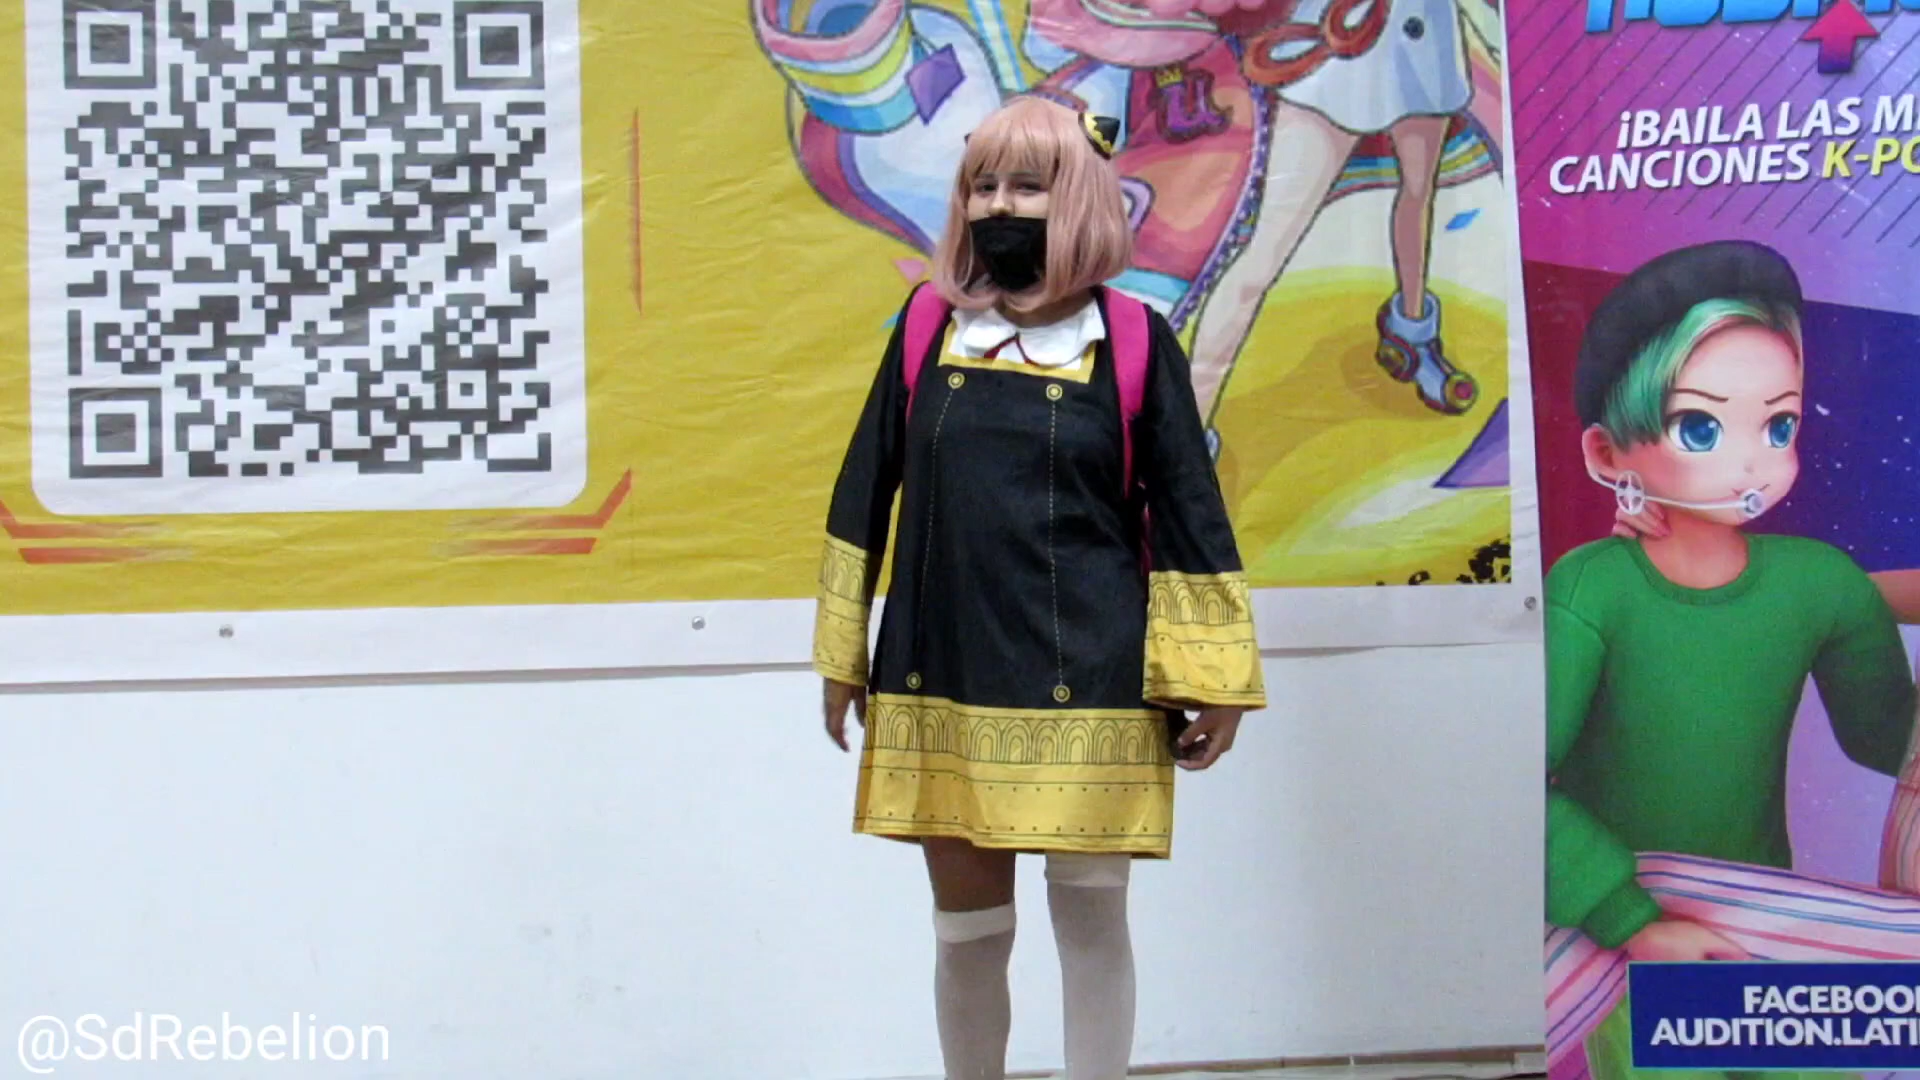 ¡BAILA LAS M
CANCIONES K-PO
FACEBOO
AUDITION.LATI
@SdRebelion